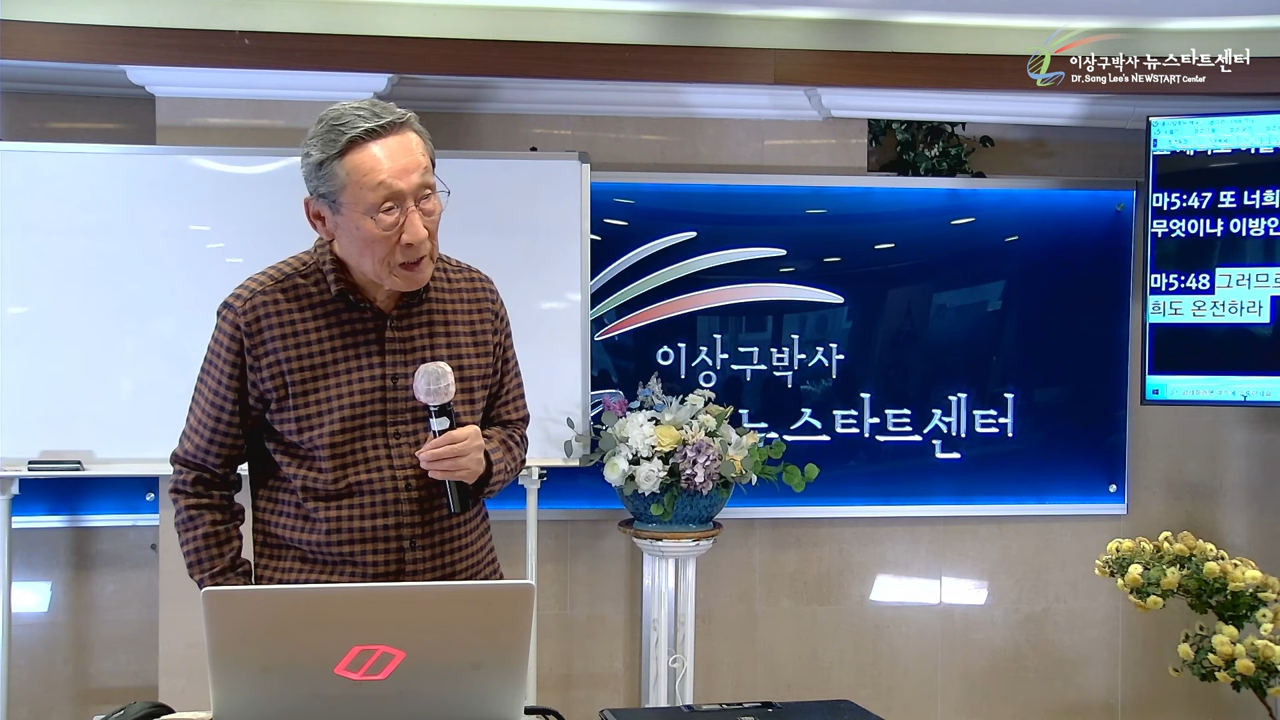 이상구박사 뉴스타트센터
Dr. Sang Lee's NEWSTART Center
마5:47 또 너희
무엇이냐 이방인
마5:48 그러므로
희도 온전하라
이상구박사
뉴스타트센터